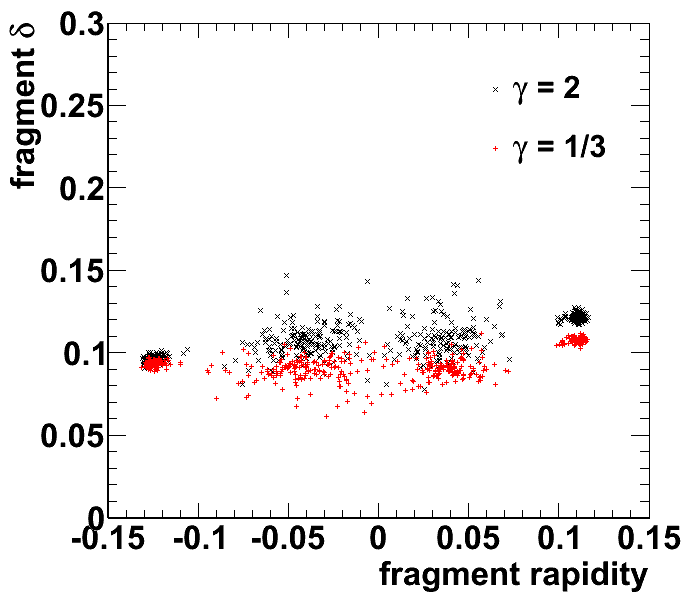 fragment δ
0.3
0.25
0.2
0.15
0.1
0.05
0
γ = 2
γ = 1/3
-0.15 -0.1 -0.05 0 0.05 0.1 0.15
fragment rapidity